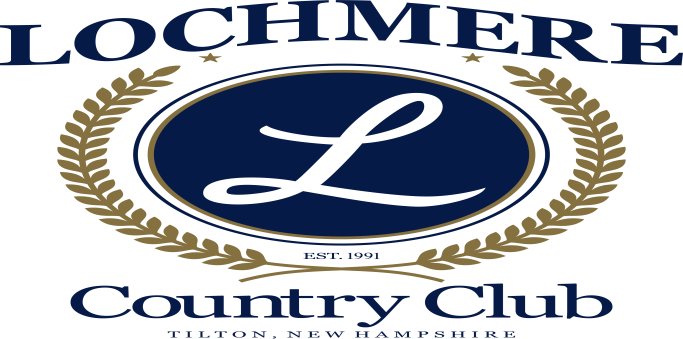 LOCHMERE
L
EST. 1991
Country Club
TILTON, NEW HAMPSHIRE